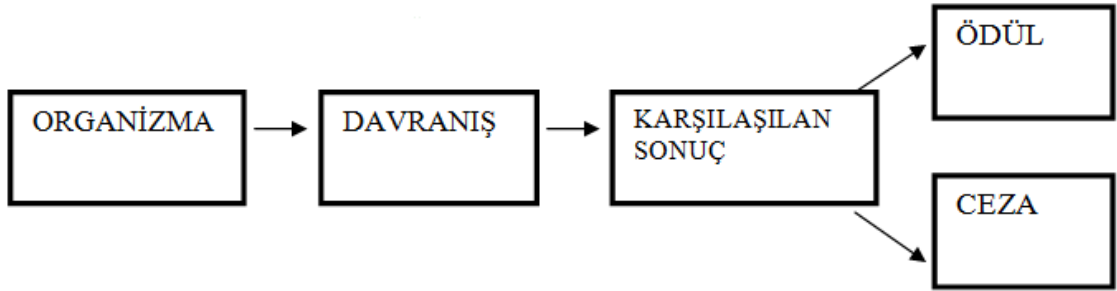 ORGANİZMA
DAVRANIŞ
KARŞILAŞILAN
SONUÇ
ÖDÜL
CEZA